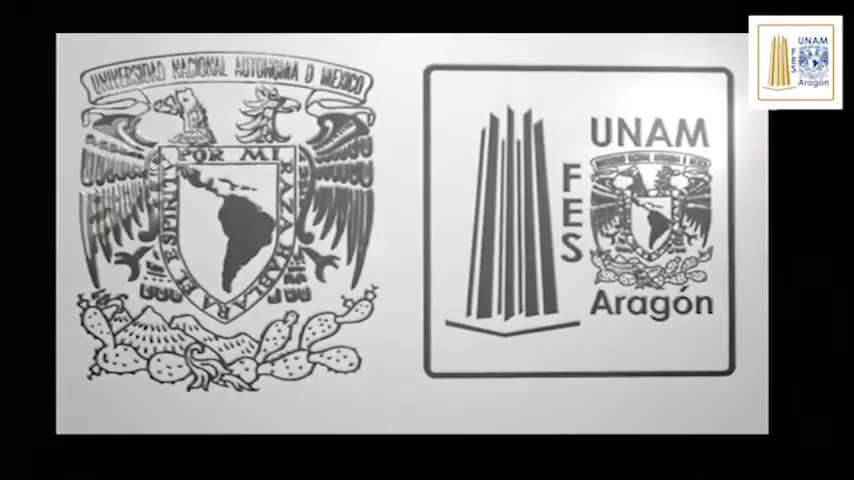 UNIVERSIDAD NACIONAL AUTONOMA D MEXICO
POR MI RAZA HABLARA EL ESPIRITU
UNAM
FES
Aragón
UNAM
FES
Aragón